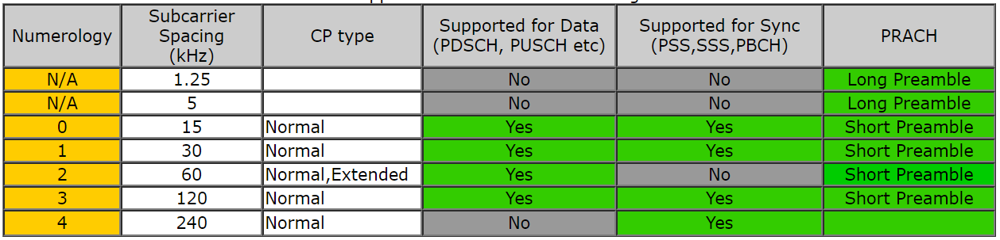 Numerology
Subcarrier
Spacing
(kHz)
CP type
Supported for Data
(PDSCH, PUSCH etc)
Supported for Sync
(PSS,SSS,PBCH)
PRACH
N/A 1.25 No No Long Preamble
N/A 5 No No Long Preamble
0 15 Normal Yes Yes Short Preamble
1 30 Normal Yes Yes Short Preamble
2 60 Normal,Extended Yes No Short Preamble
3 120 Normal Yes Yes Short Preamble
4 240 Normal No Yes